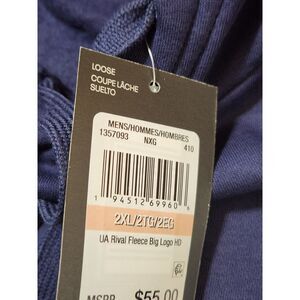 LOOSE
COUPE LÂCHE
SUELTO
MENS/HOMMES/HOMBRES
1357093 NXG 410
1 94512 69960 6
2XL/2TG/2EG
UA Rival Fleece Big Logo HD
MSRP $55.00